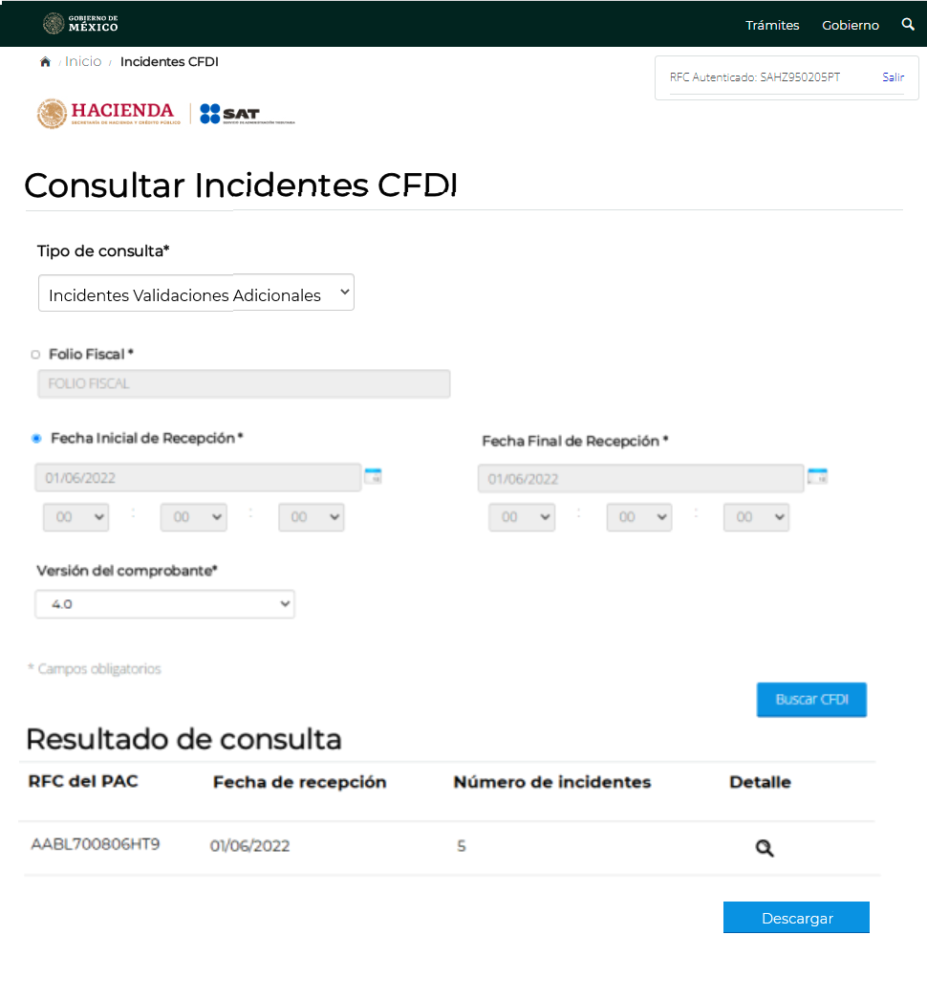 GOBIERNO DE
MÉXICO
Trámites Gobierno
/ Inicio / Incidentes CFDI
RFC Autenticado: SAHZ950205PT Salir
HACIENDA
SECRETARÍA DE HACIENDA Y CRÉDITO PÚBLICO
SAT
SERVICIO DE ADMINISTRACIÓN TRIBUTARIA
Consultar Incidentes CFDI
Tipo de consulta*
Incidentes Validaciones Adicionales
Folio Fiscal *
FOLIO FISCAL
Fecha Inicial de Recepción * Fecha Final de Recepción *
01/06/2022 01/06/2022
00 : 00 : 00 00 : 00 : 00
Versión del comprobante*
4.0
* Campos obligatorios
Buscar CFDI
Resultado de consulta
RFC del PAC Fecha de recepción Número de incidentes Detalle
AABL700806HT9 01/06/2022 5
Descargar